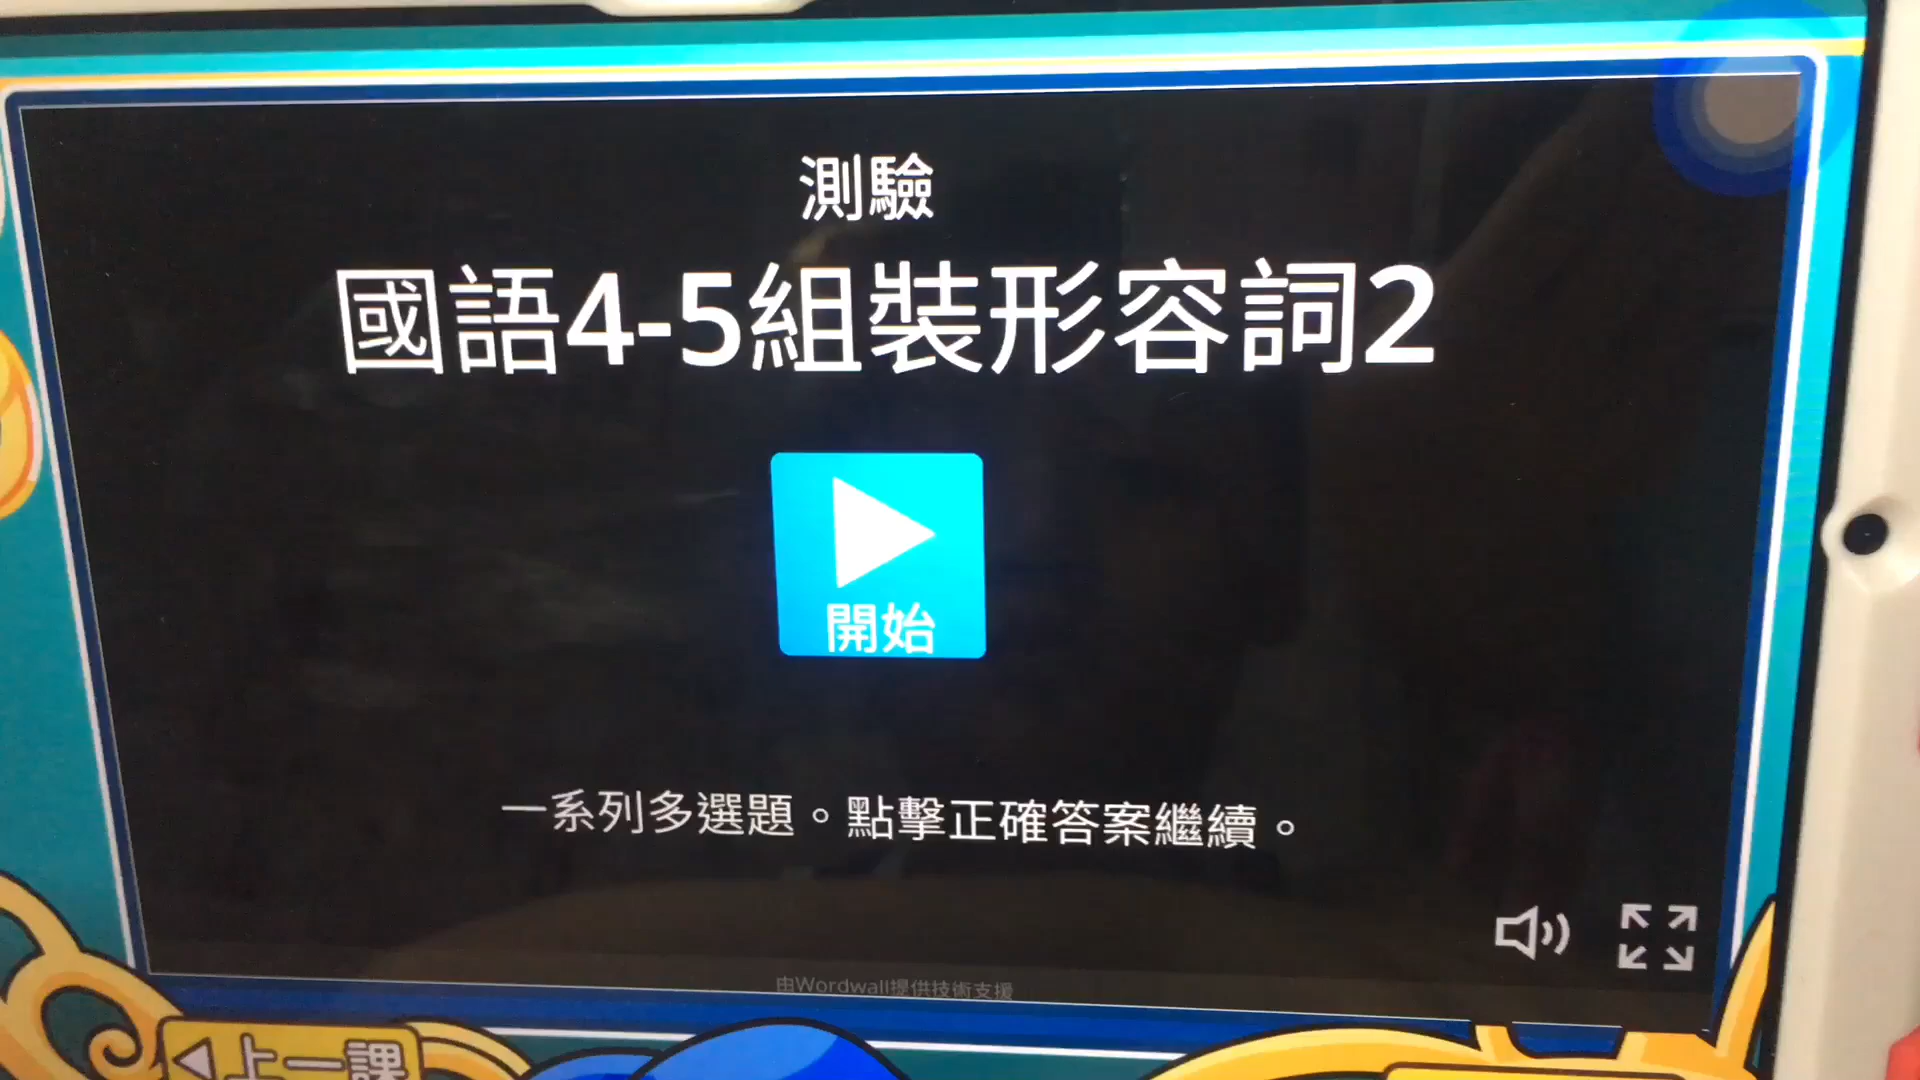 測驗
國語4-5組裝形容詞2
開始
一系列多選題。點擊正確答案繼續。
由Wordwall提供技術支援
上一課